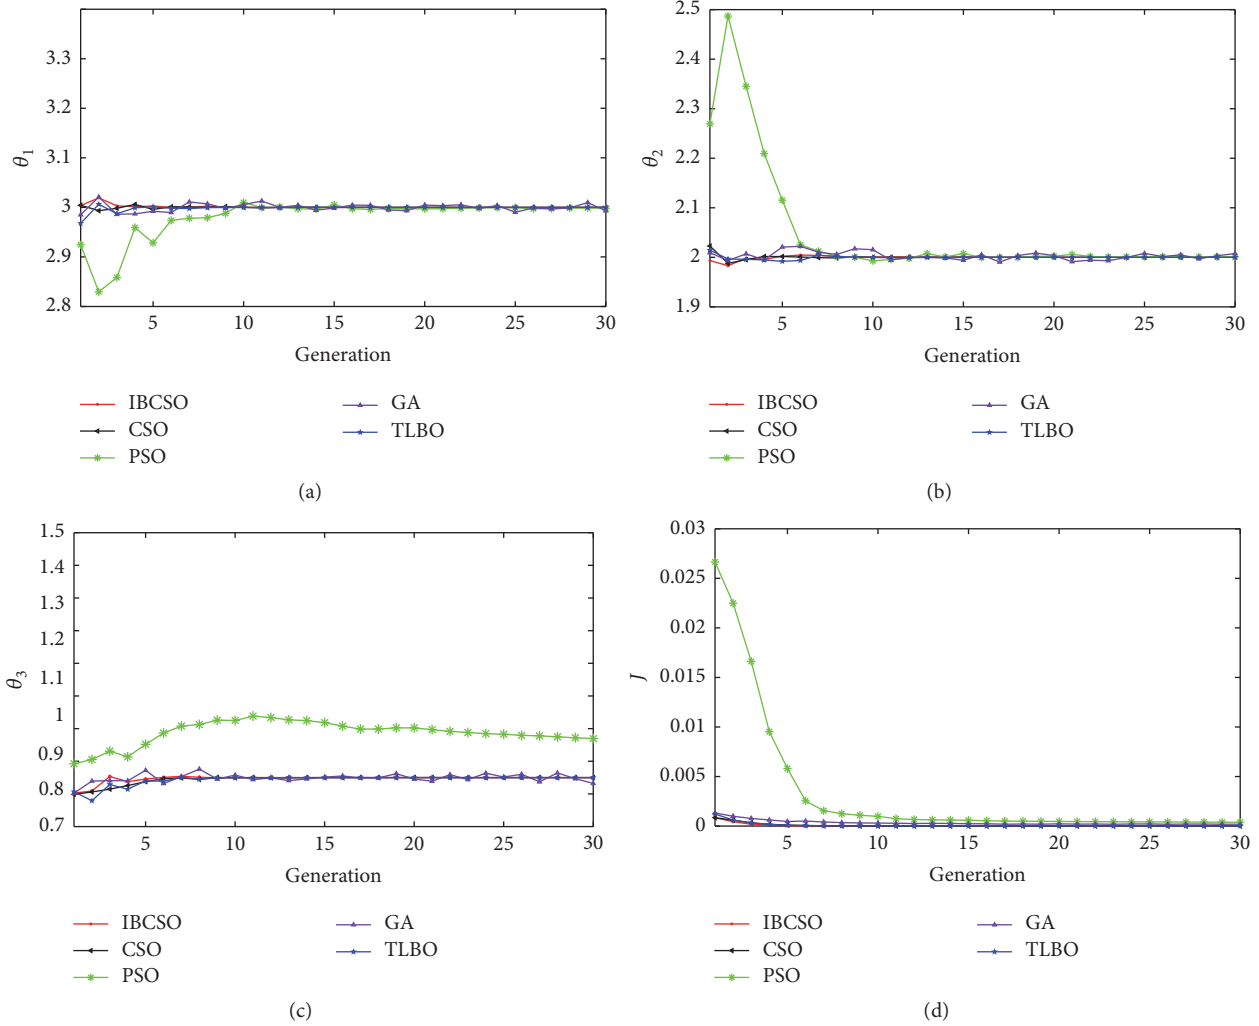 3.3
3.2
3.1
3
2.9
2.8
θ1
5 10 15 20 25 30
Generation
IBCSO
CSO
PSO
GA
TLBO
(a)
2.5
2.4
2.3
2.2
2.1
2
1.9
θ2
5 10 15 20 25 30
Generation
IBCSO
CSO
PSO
GA
TLBO
(b)
1.5
1.4
1.3
1.2
1.1
1
0.9
0.8
0.7
θ3
5 10 15 20 25 30
Generation
IBCSO
CSO
PSO
GA
TLBO
(c)
0.03
0.025
0.02
0.015
0.01
0.005
0
J
5 10 15 20 25 30
Generation
IBCSO
CSO
PSO
GA
TLBO
(d)